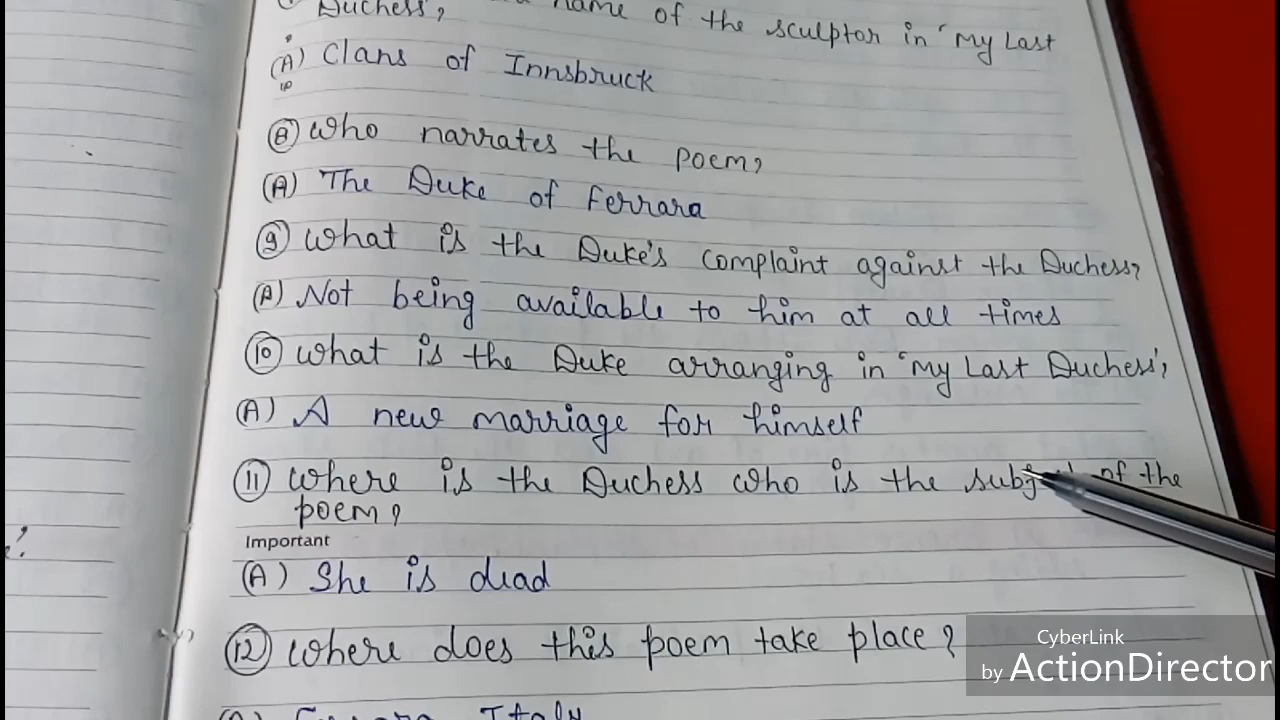 Duchess,
name of the sculptor in 'My Last
(A) Clans of Innsbruck
(8) Who narrates the poem?
(A) The Duke of Ferrara
(9) What is the Duke's complaint against the Duchess?
(A) Not being available to him at all times
(10) What is the Duke arranging in 'My Last Duchess'?
(A) A new marriage for himself
(11) Where is the Duchess who is the subject of the
poem?
Important
(A) She is dead
(12) Where does this poem take place?
Italy
CyberLink
by ActionDirector